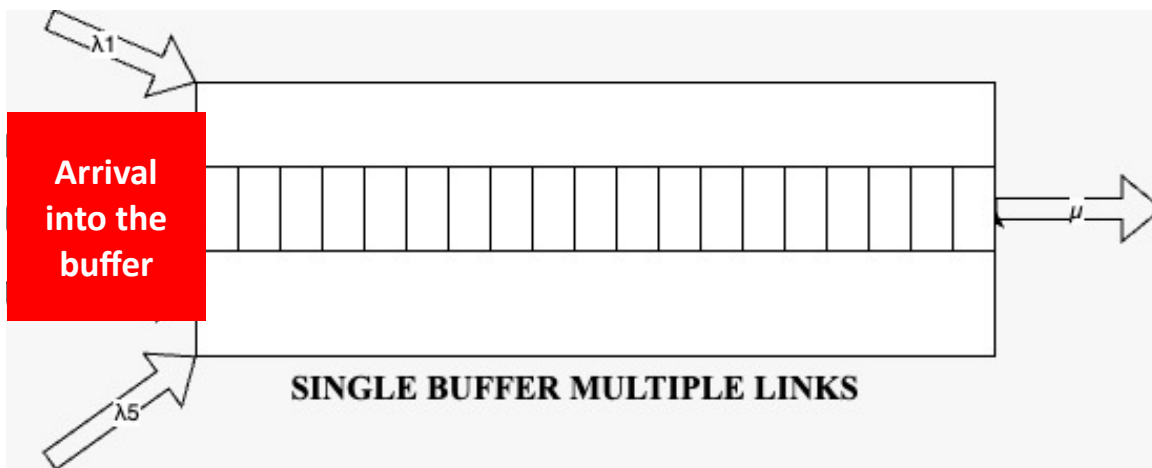 λ1
Arrival
into the
buffer
μ
SINGLE BUFFER MULTIPLE LINKS
λ5